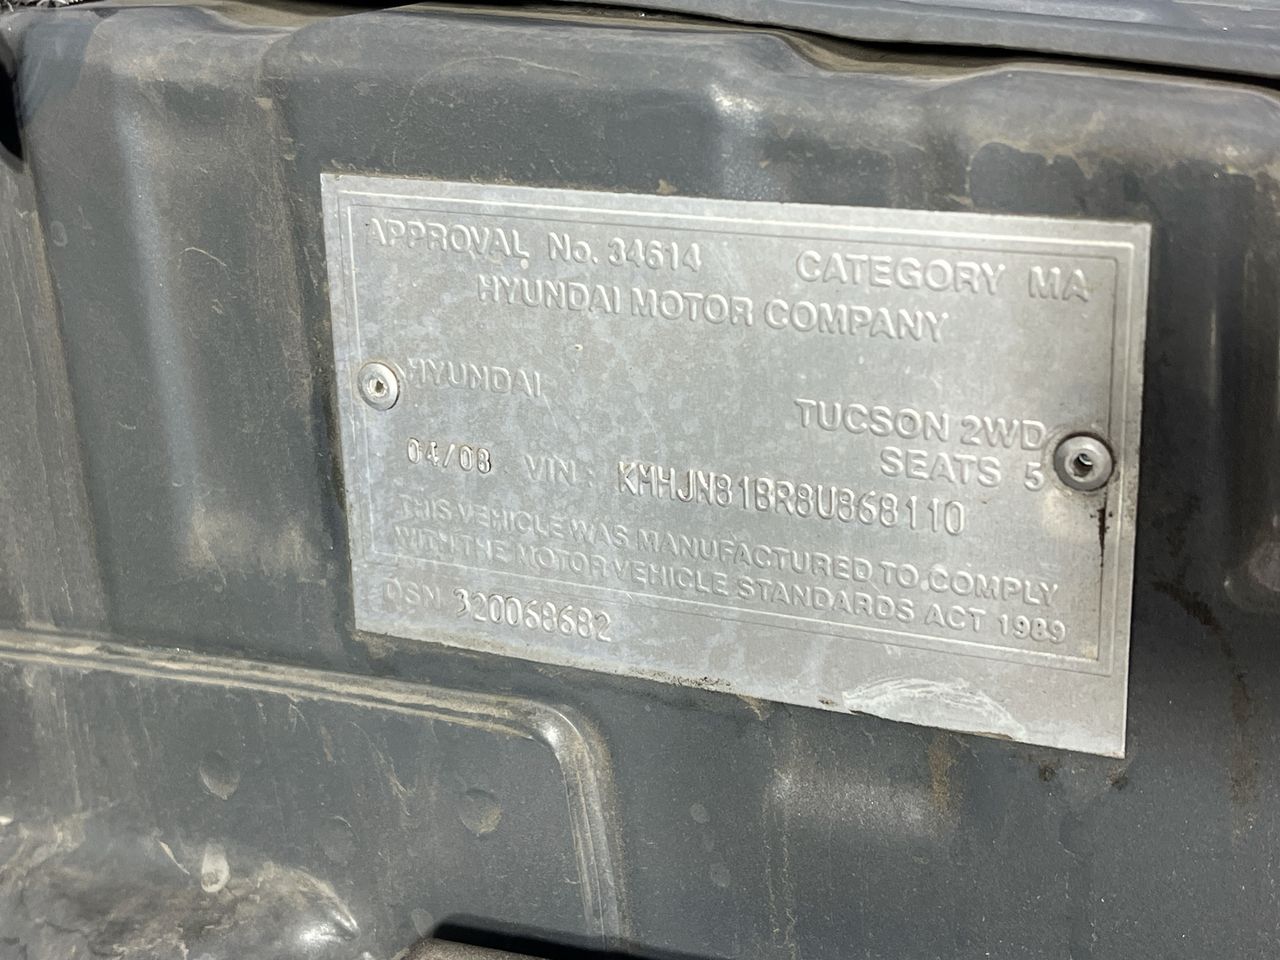 APPROVAL No. 34614 CATEGORY MA
HYUNDAI MOTOR COMPANY
HYUNDAI
TUCSON 2WD
SEATS 5
04/08 VIN: KMHJN81BR8U868110
THIS VEHICLE WAS MANUFACTURED TO COMPLY
WITH THE MOTOR VEHICLE STANDARDS ACT 1989
DSN 320068682